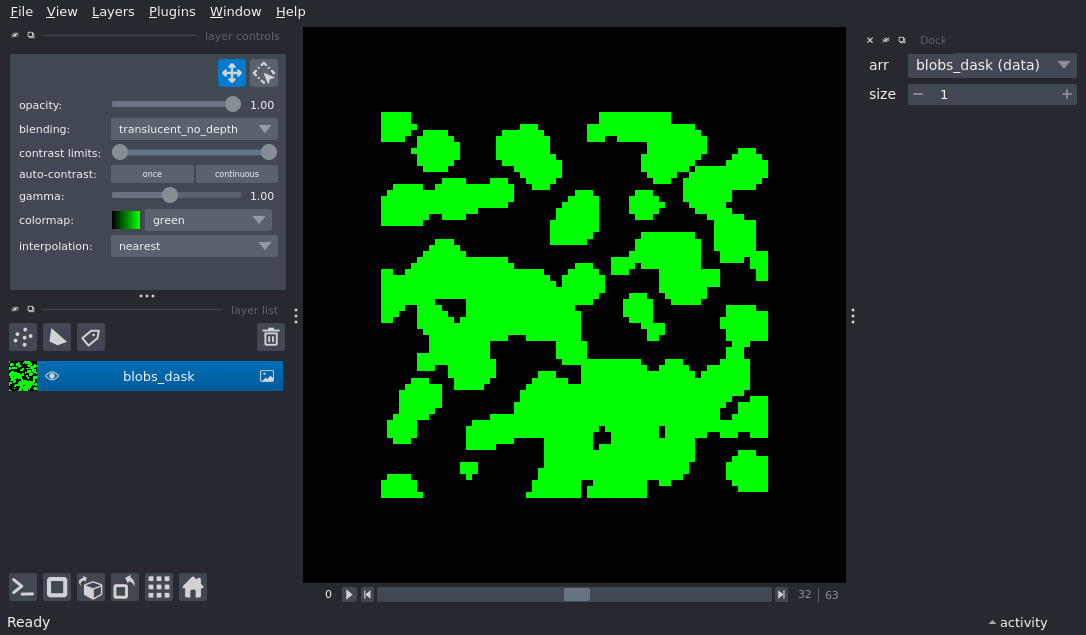 File View Layers Plugins Window Help
layer controls
opacity: 1.00
blending: translucent_no_depth
contrast limits:
auto-contrast: once continuous
gamma: 1.00
colormap: green
interpolation: nearest
layer list
blobs_dask
Dock
arr blobs_dask (data)
size 1
0 32 63
Ready
activity